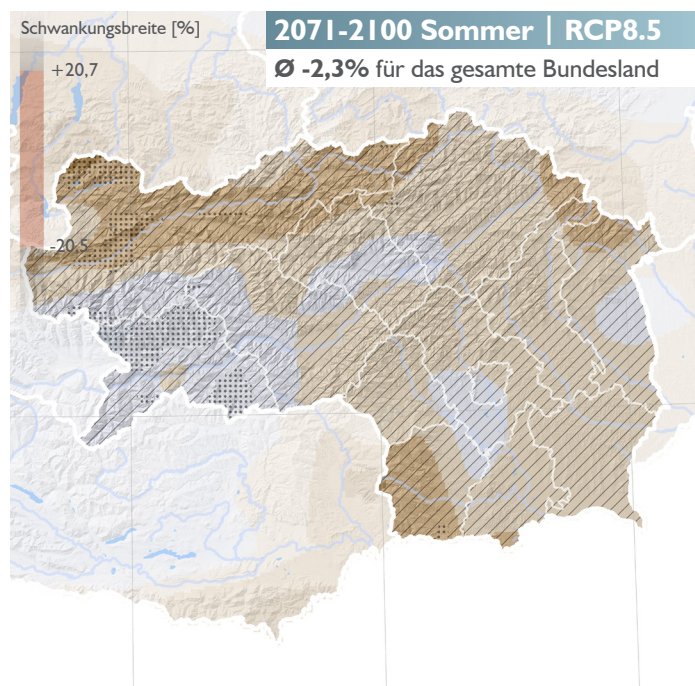 Schwankungsbreite [%]
2071-2100 Sommer | RCP8.5
Ø -2,3% für das gesamte Bundesland
+20,7
-20,5